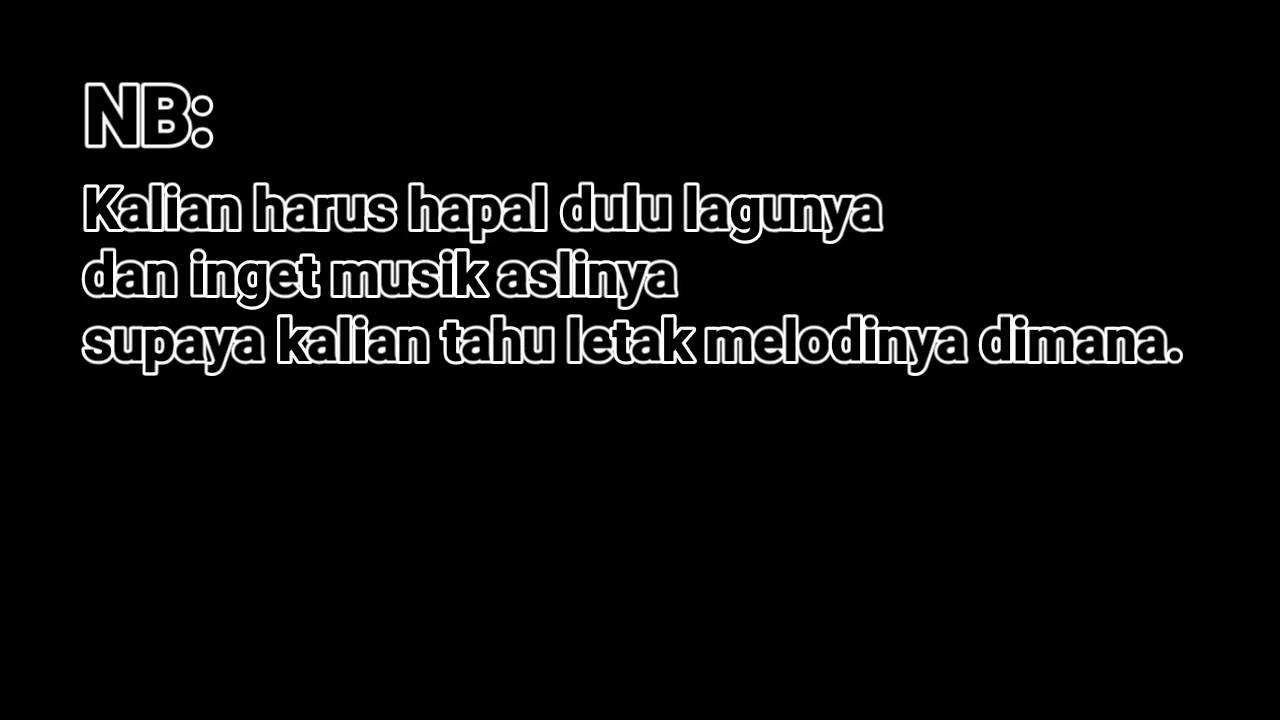 NB:
Kalian harus hapal dulu lagunya
dan inget musik aslinya
supaya kalian tahu letak melodinya dimana.